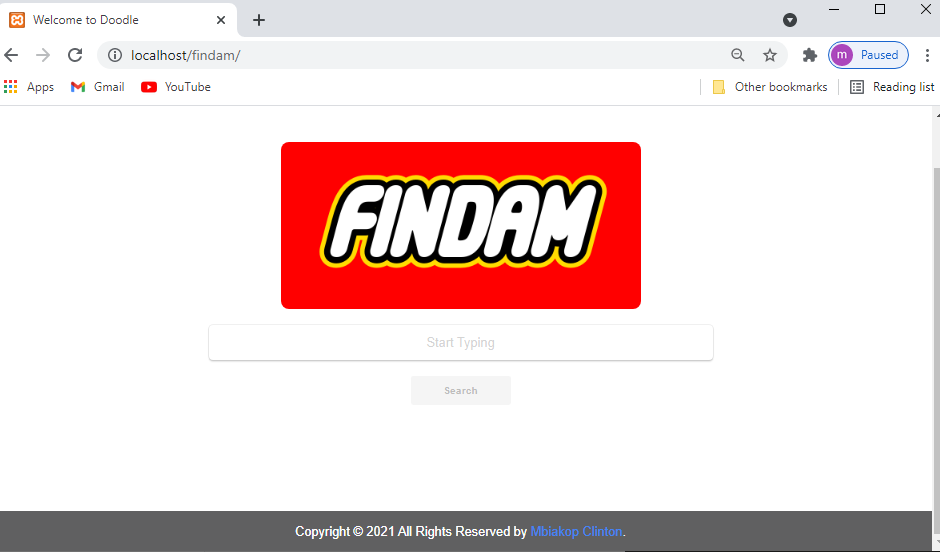 Welcome to Doodle
localhost/findam/
m Paused
Apps Gmail YouTube Other bookmarks Reading list
FINDAM
Start Typing
Search
Copyright © 2021 All Rights Reserved by Mbiakop Clinton.